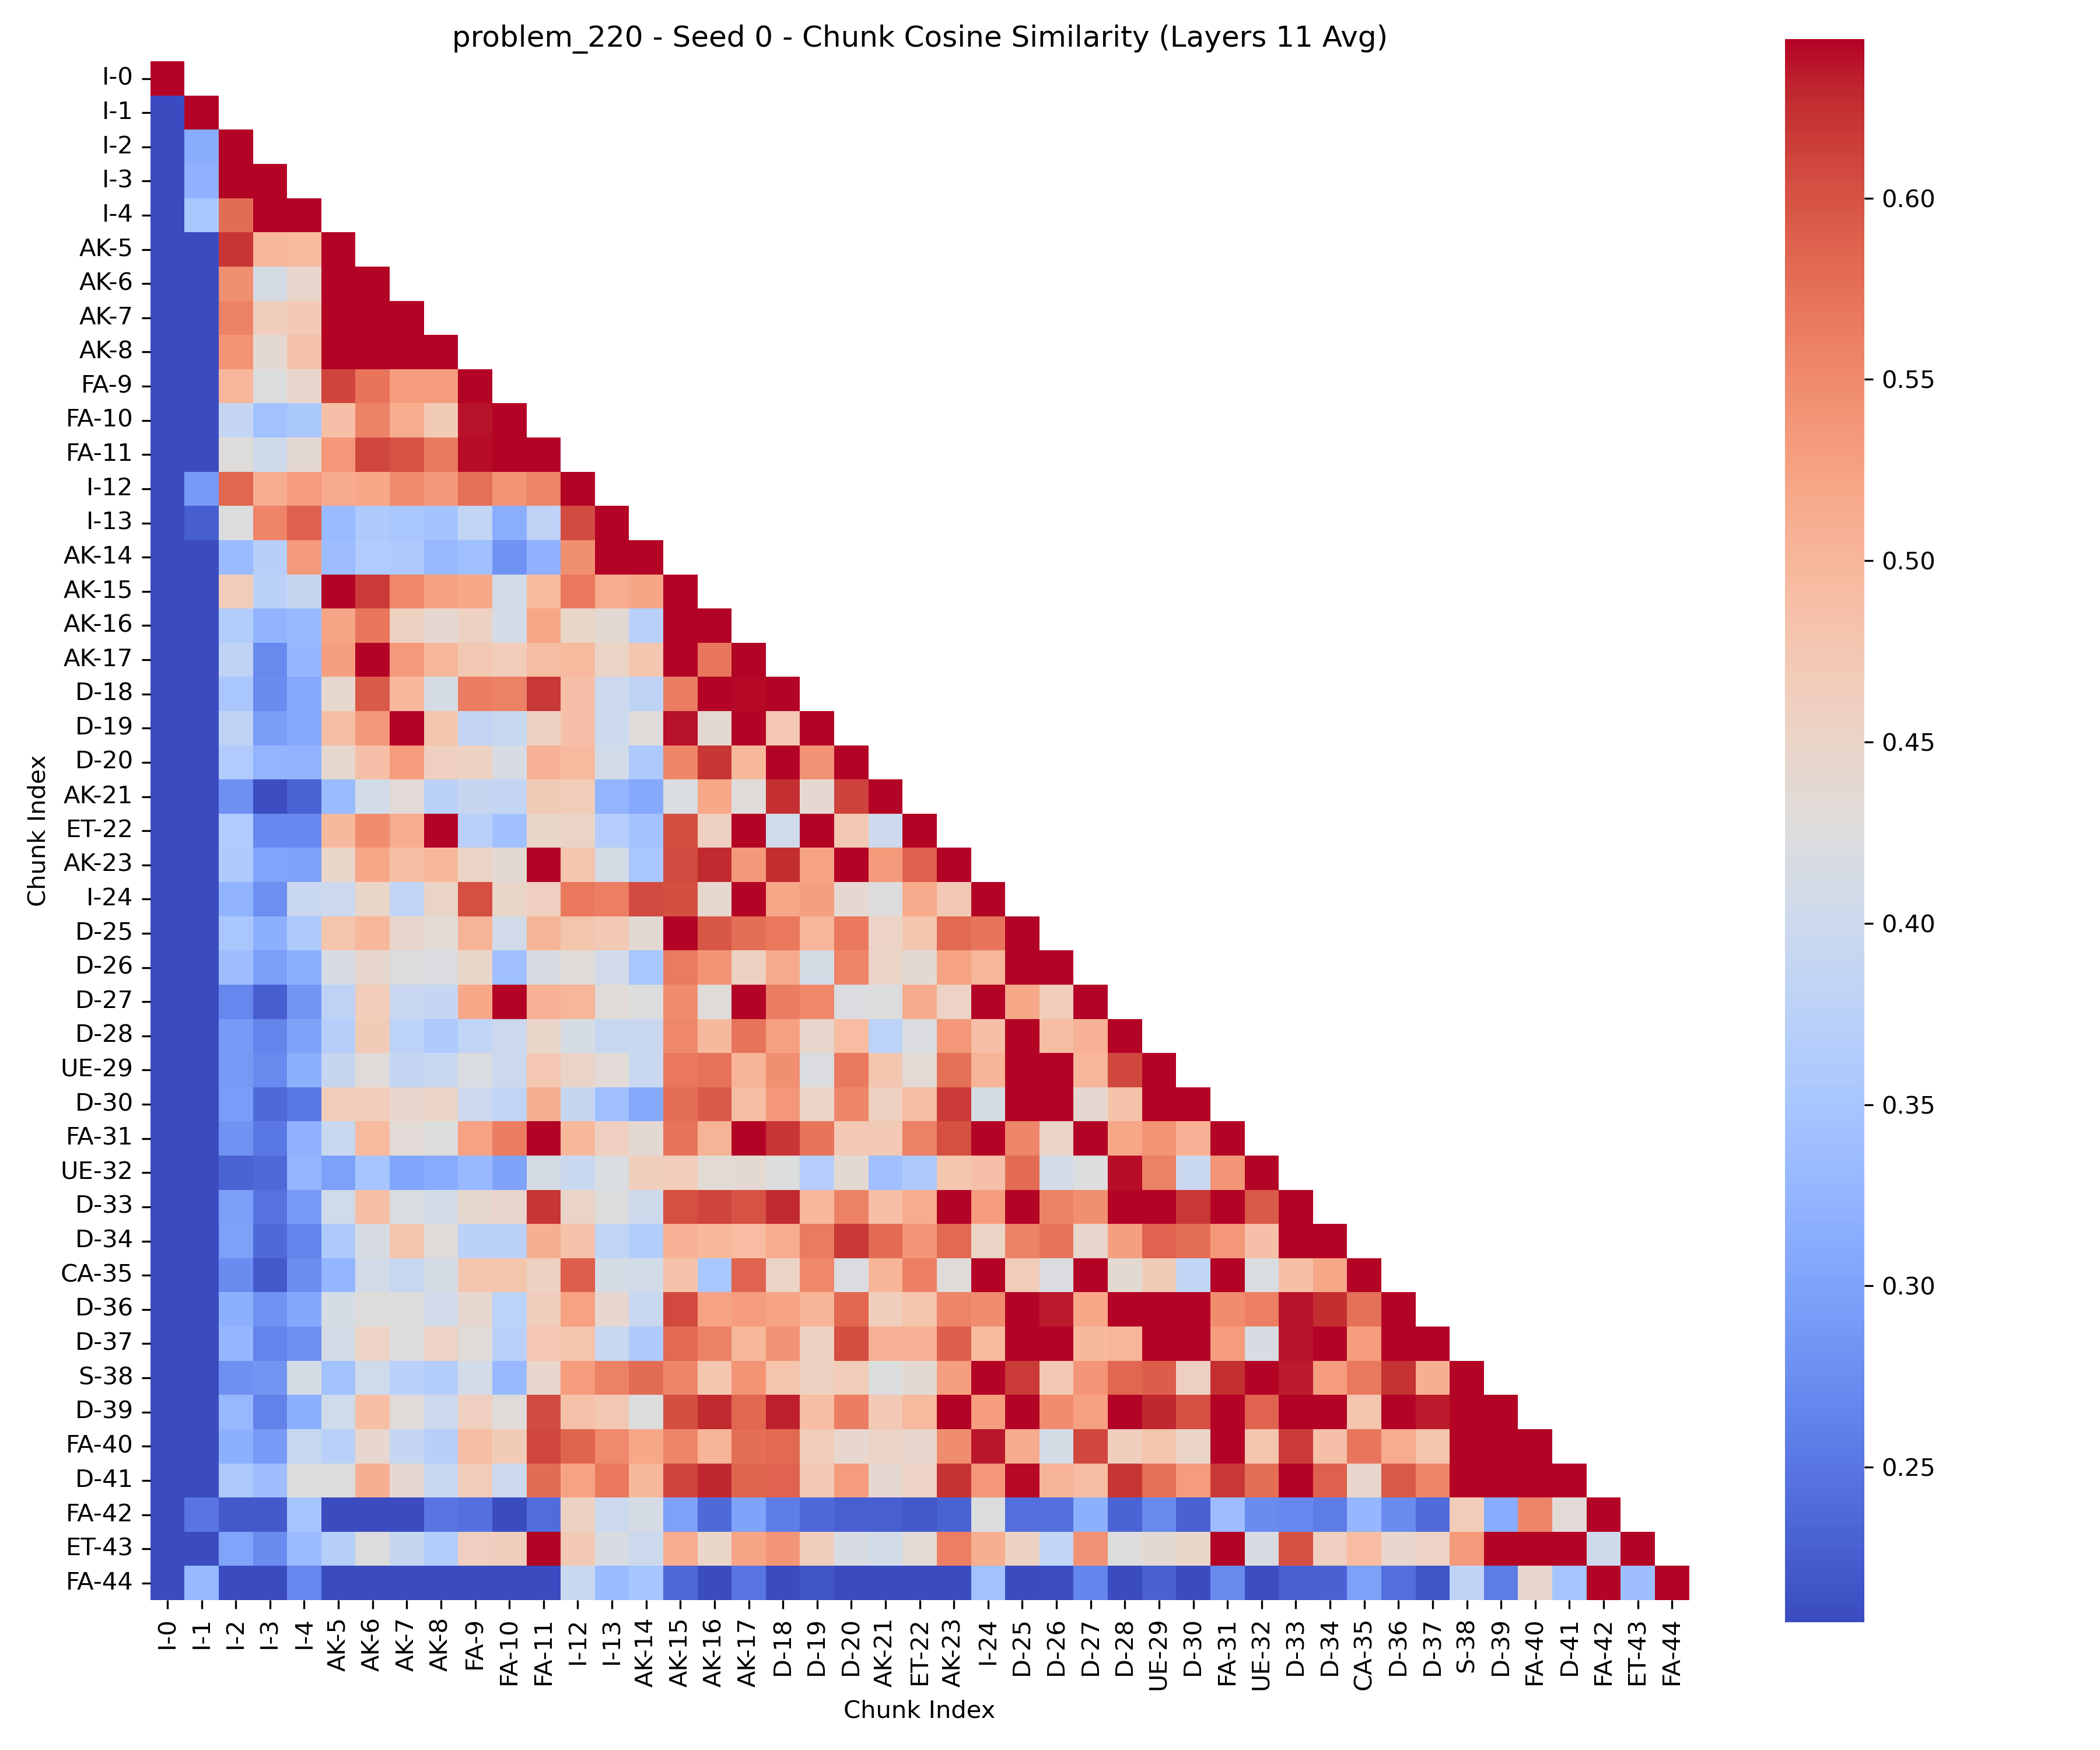 problem_220 - Seed 0 - Chunk Cosine Similarity (Layers 11 Avg)
I-0
I-1
I-2
I-3
I-4
AK-5
AK-6
AK-7
AK-8
FA-9
FA-10
FA-11
I-12
I-13
AK-14
AK-15
AK-16
AK-17
D-18
D-19
D-20
AK-21
ET-22
AK-23
I-24
D-25
D-26
D-27
D-28
UE-29
D-30
FA-31
UE-32
D-33
D-34
CA-35
D-36
D-37
S-38
D-39
FA-40
D-41
FA-42
ET-43
FA-44
Chunk Index
I-0 I-1 I-2 I-3 I-4 AK-5 AK-6 AK-7 AK-8 FA-9 FA-10 FA-11 I-12 I-13 AK-14 AK-15 AK-16 AK-17 D-18 D-19 D-20 AK-21 ET-22 AK-23 I-24 D-25 D-26 D-27 D-28 UE-29 D-30 FA-31 UE-32 D-33 D-34 CA-35 D-36 D-37 S-38 D-39 FA-40 D-41 FA-42 ET-43 FA-44
Chunk Index
0.60
0.55
0.50
0.45
0.40
0.35
0.30
0.25